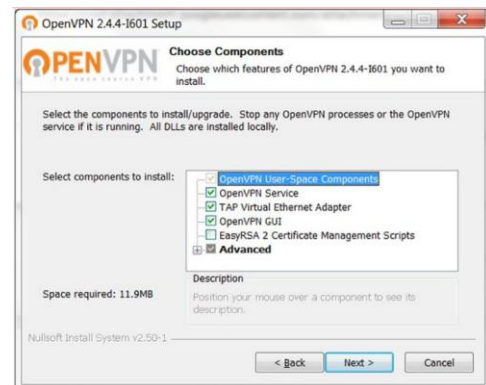 OpenVPN 2.4.4-I601 Setup
OPENVPN
Choose Components
Choose which features of OpenVPN 2.4.4-I601 you want to
install.
Select the components to install/upgrade. Stop any OpenVPN processes or the OpenVPN
service if it is running. All DLLs are installed locally.
Select components to install:
OpenVPN User-Space Components
OpenVPN Service
TAP Virtual Ethernet Adapter
OpenVPN GUI
EasyRSA 2 Certificate Management Scripts
Advanced
Space required: 11.9MB
Description
Position your mouse over a component to see its
description.
Nullsoft Install System v2.50-1
< Back
Next >
Cancel